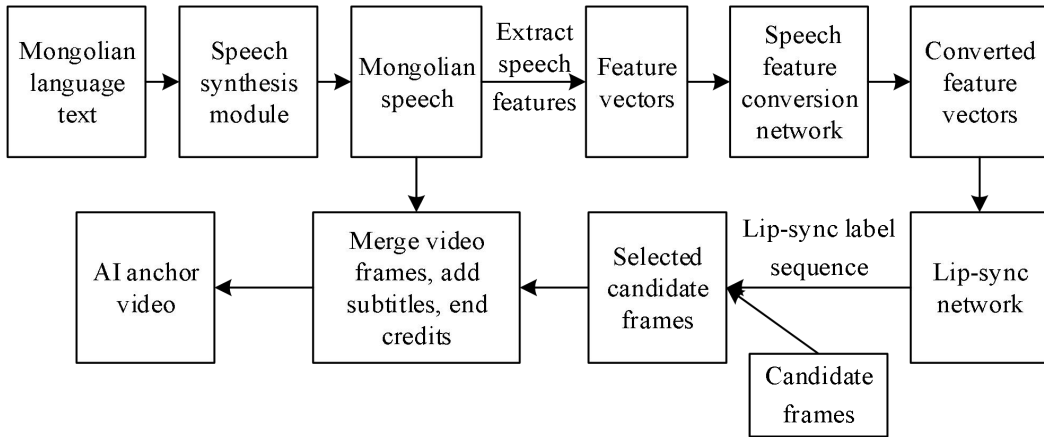 Mongolian
language
text
Speech
synthesis
module
Mongolian
speech
Extract
speech
features
Feature
vectors
Speech
feature
conversion
network
Converted
feature
vectors
AI anchor
video
Merge video
frames, add
subtitles, end
credits
Selected
candidate
frames
Lip-sync label
sequence
Lip-sync
network
Candidate
frames